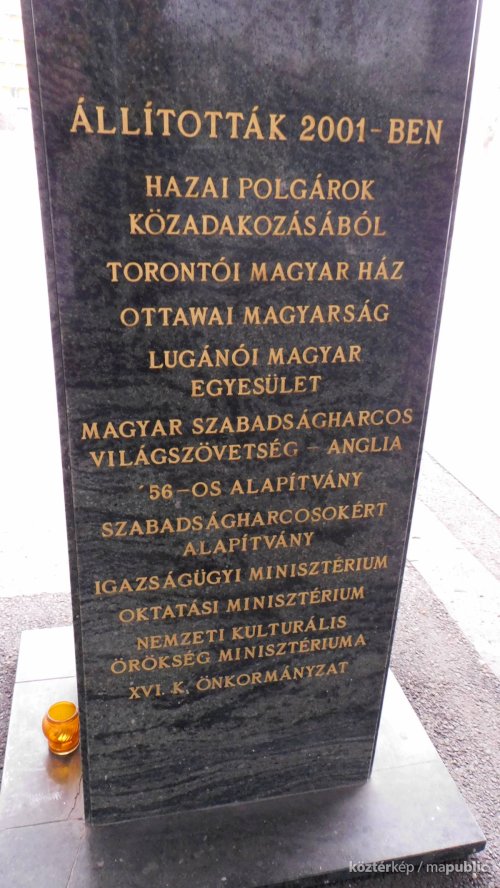 ÁLLÍTOTTÁK 2001-BEN
HAZAI POLGÁROK
KÖZADAKOZÁSÁBÓL
TORONTÓI MAGYAR HÁZ
OTTAWAI MAGYARSÁG
LUGÁNÓI MAGYAR
EGYESÜLET
MAGYAR SZABADSÁGHARCOS
VILÁGSZÖVETSÉG – ANGLIA
´56-OS ALAPÍTVÁNY
SZABADSÁGHARCOSOKÉRT
ALAPÍTVÁNY
IGAZSÁGÜGYI MINISZTÉRIUM
OKTATÁSI MINISZTÉRIUM
NEMZETI KULTURÁLIS
ÖRÖKSÉG MINISZTÉRIUMA
XVI. K. ÖNKORMÁNYZAT
köztérkép / mapublic